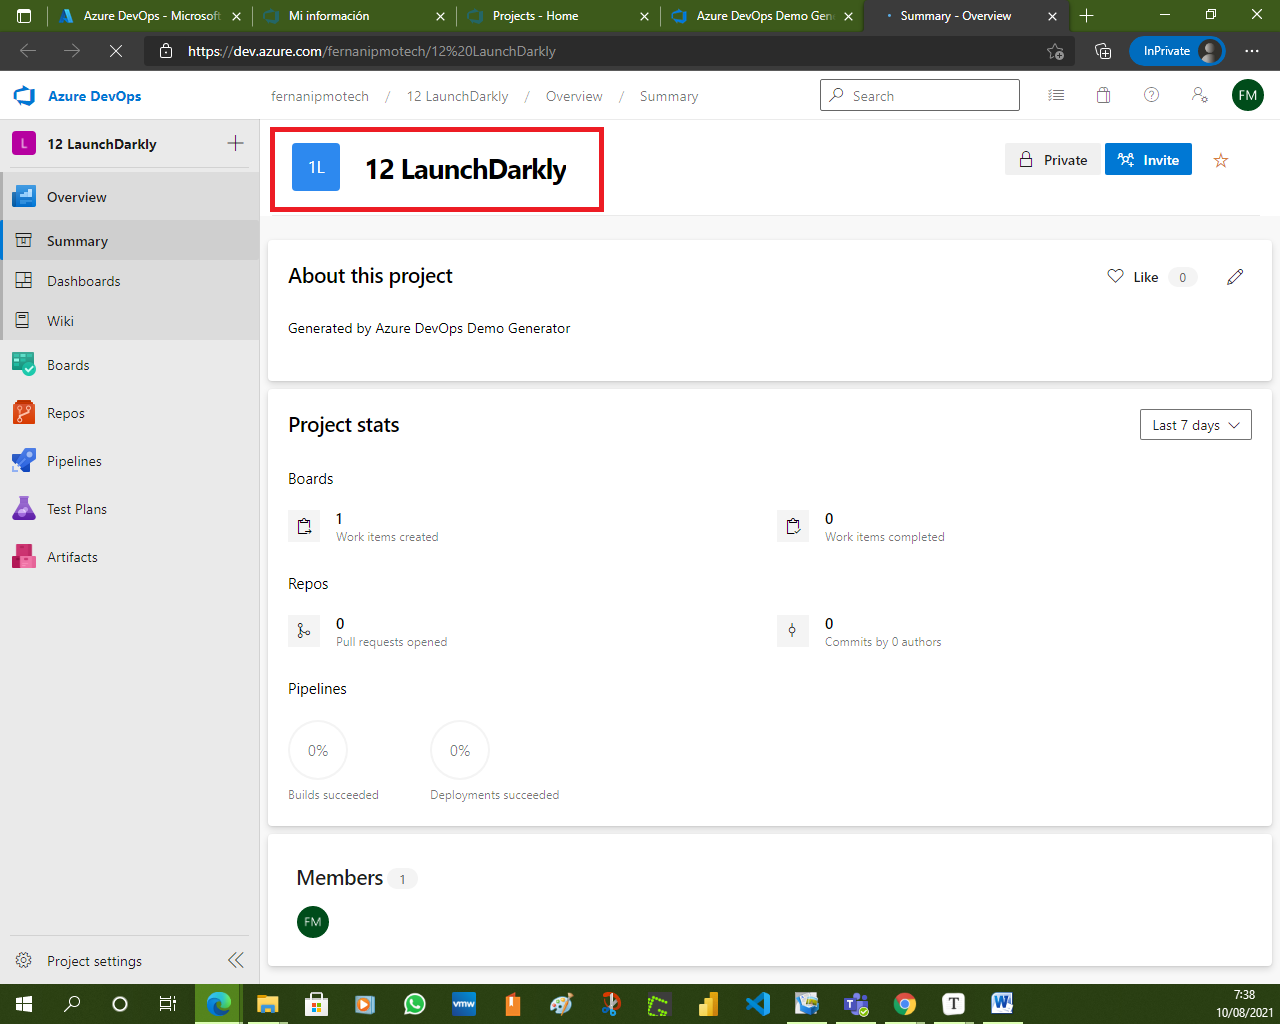 Azure DevOps - Microsoft
Mi información
Projects - Home
Azure DevOps Demo Gen
Summary - Overview
https://dev.azure.com/fernanipmotech/12%20LaunchDarkly
InPrivate
Azure DevOps
fernanipmotech / 12 LaunchDarkly / Overview / Summary
Search
FM
L
12 LaunchDarkly
1L
12 LaunchDarkly
Private
Invite
Overview
Summary
Dashboards
Wiki
Boards
Repos
Pipelines
Test Plans
Artifacts
About this project
Like
0
Generated by Azure DevOps Demo Generator
Project stats
Last 7 days
Boards
1
Work items created
0
Work items completed
Repos
0
Pull requests opened
0
Commits by 0 authors
Pipelines
0%
Builds succeeded
0%
Deployments succeeded
Members 1
FM
Project settings
vmw
T
W
7:38
10/08/2021